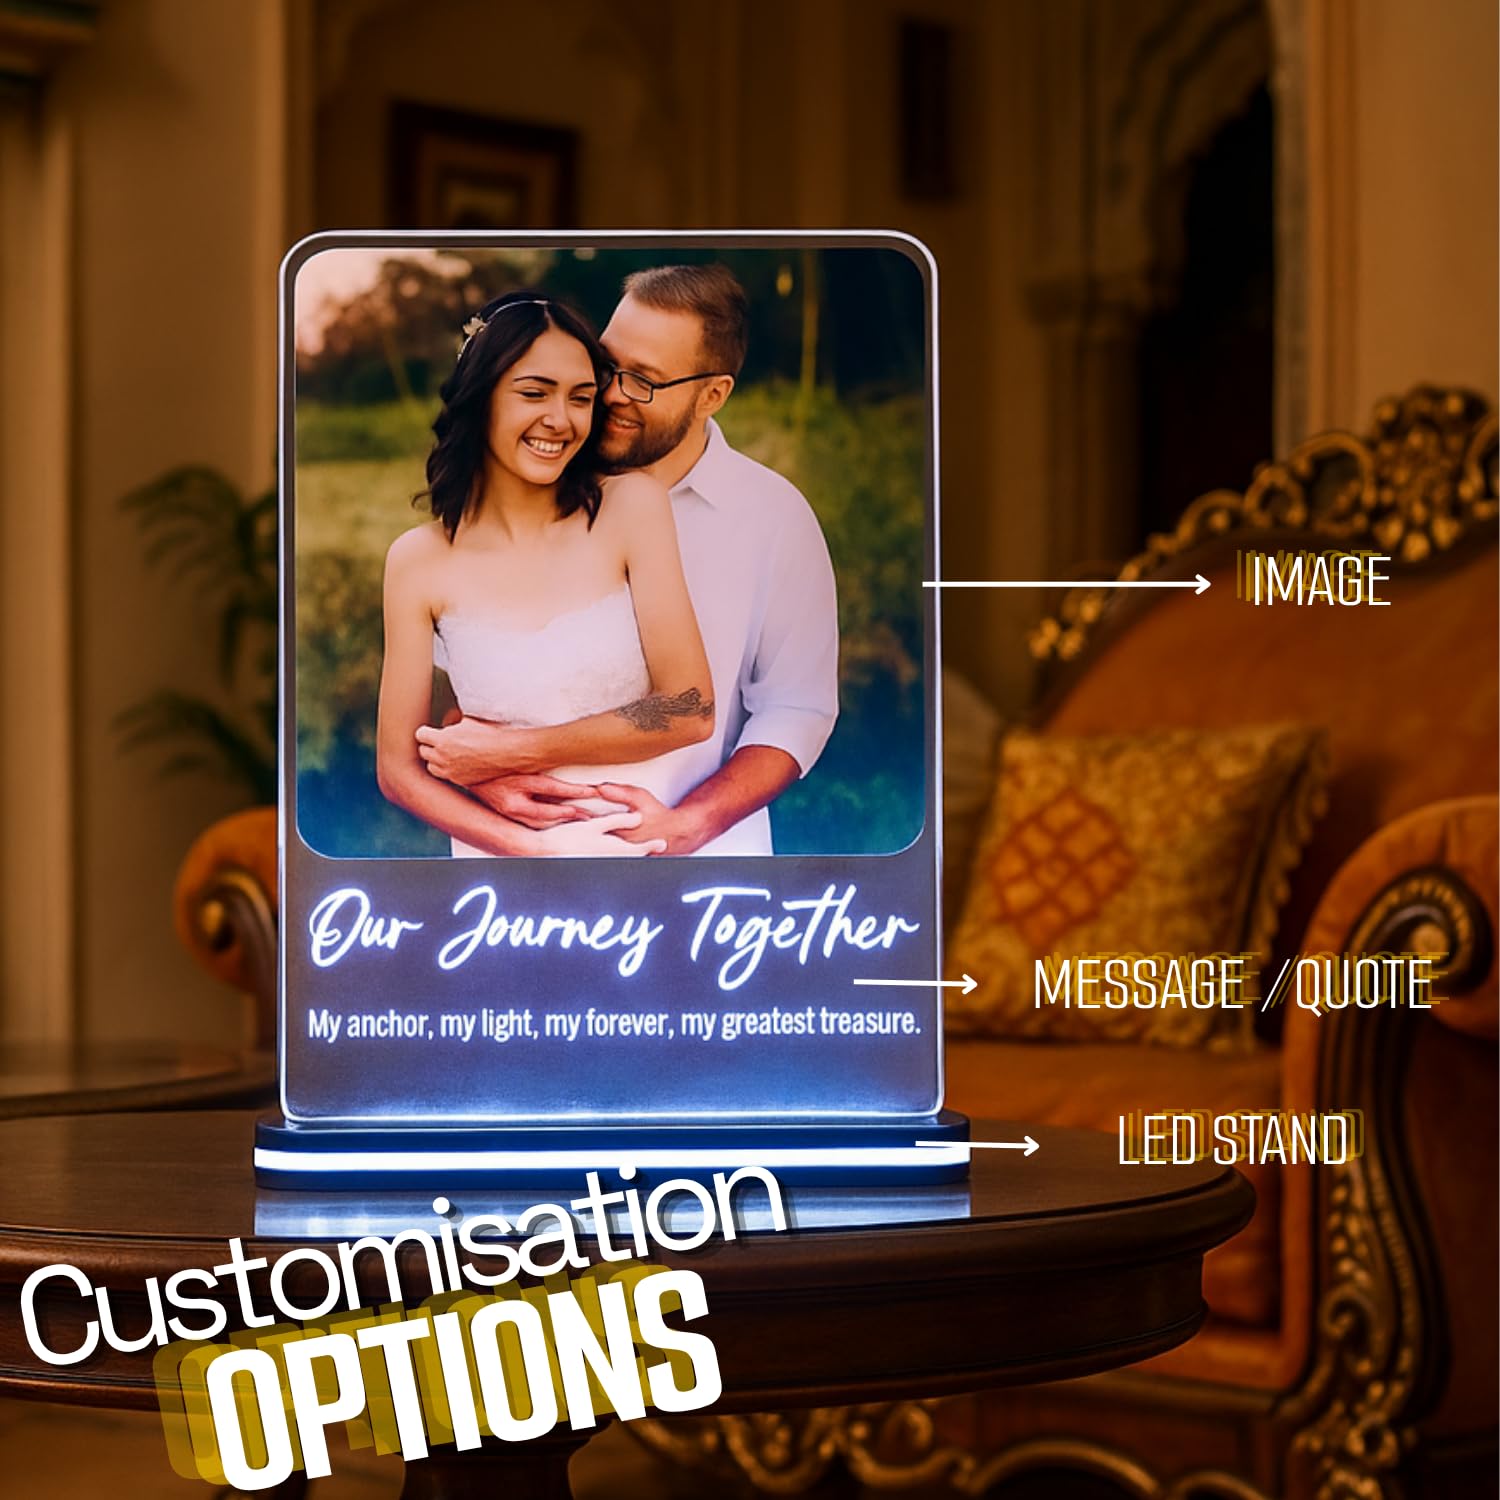 IMAGE
Our Journey Together
MESSAGE /QUOTE
My anchor, my light, my forever, my greatest treasure.
LED STAND
Customisation
OPTIONS